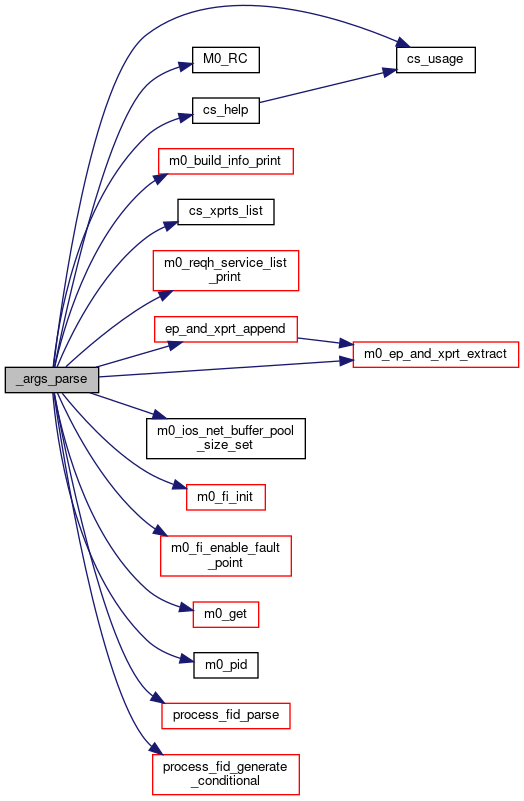 cs_usage
M0_RC
cs_help
m0_build_info_print
cs_xprts_list
m0_reqh_service_list
_print
ep_and_xprt_append
m0_ep_and_xprt_extract
_args_parse
m0_ios_net_buffer_pool
_size_set
m0_fi_init
m0_fi_enable_fault
_point
m0_get
m0_pid
process_fid_parse
process_fid_generate
_conditional